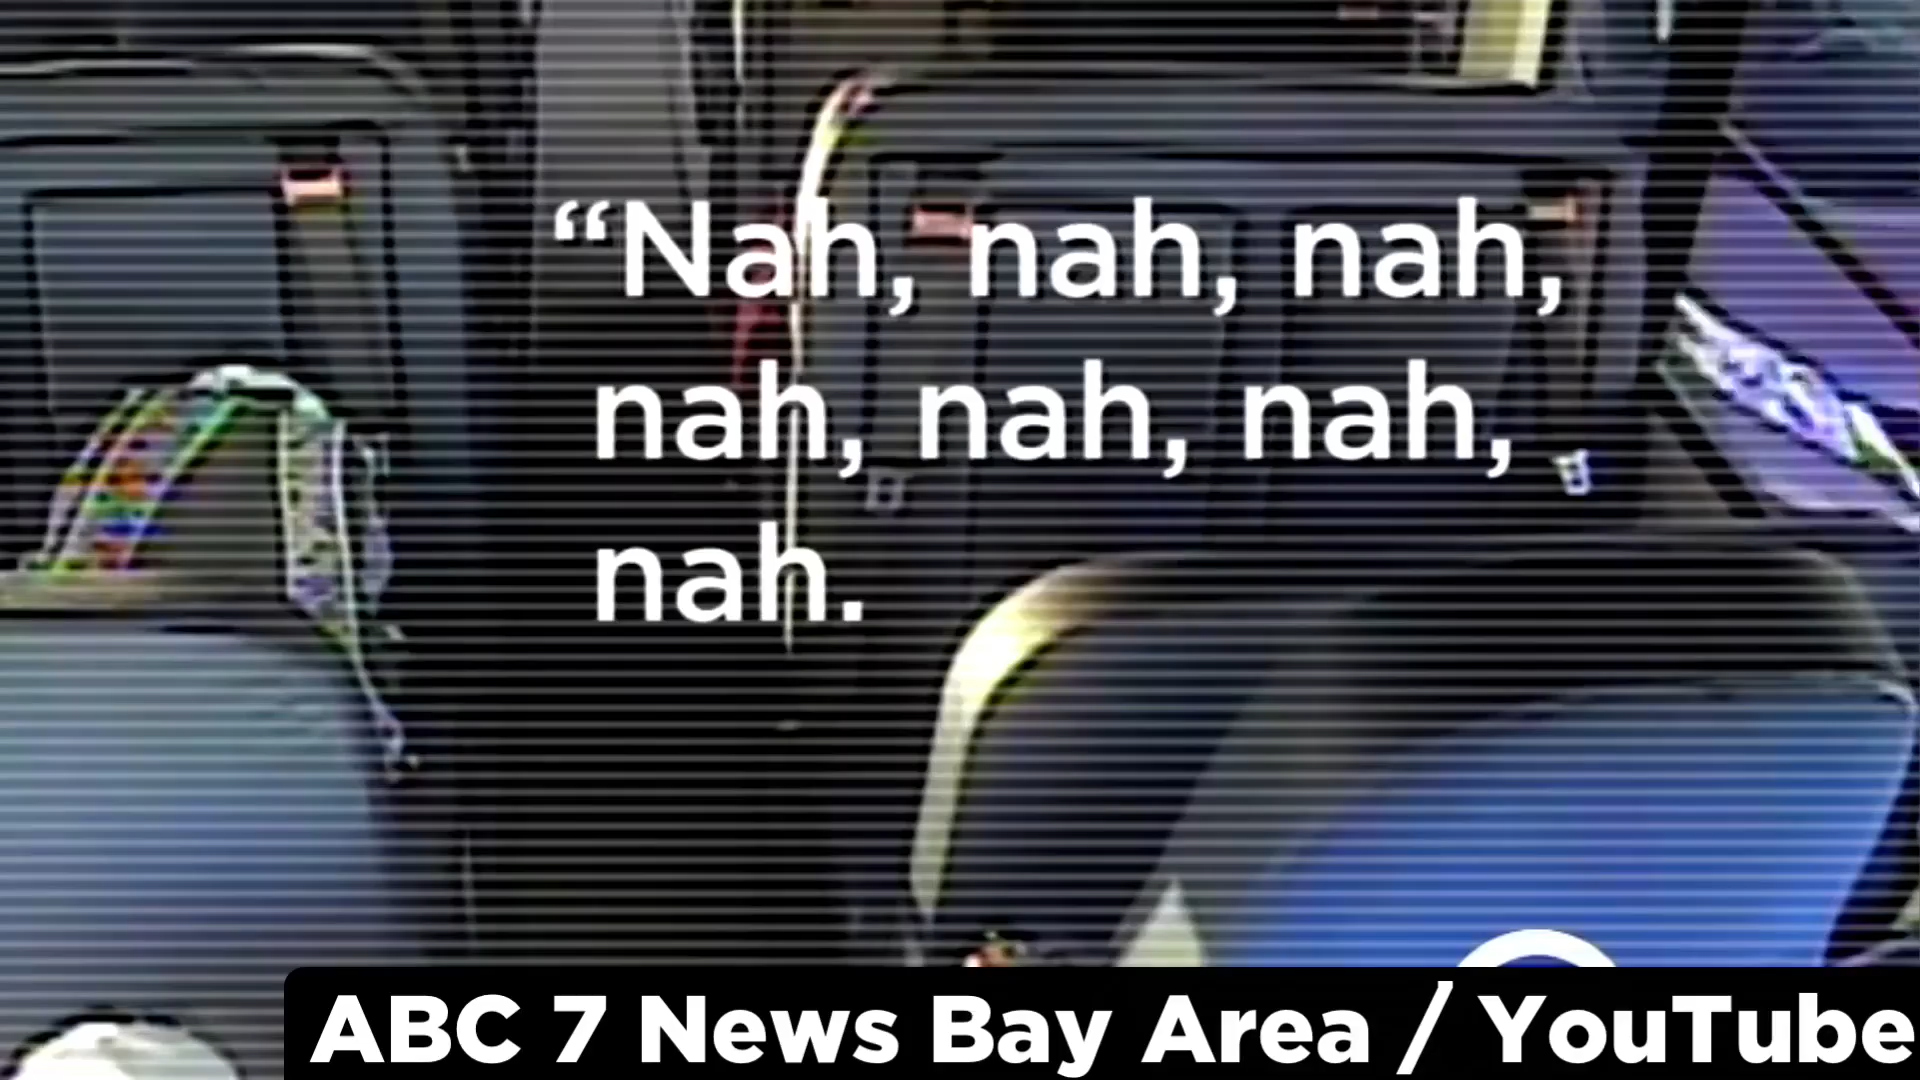 “Nah, nah, nah,
nah, nah, nah,
nah.
ABC 7 News Bay Area / YouTube